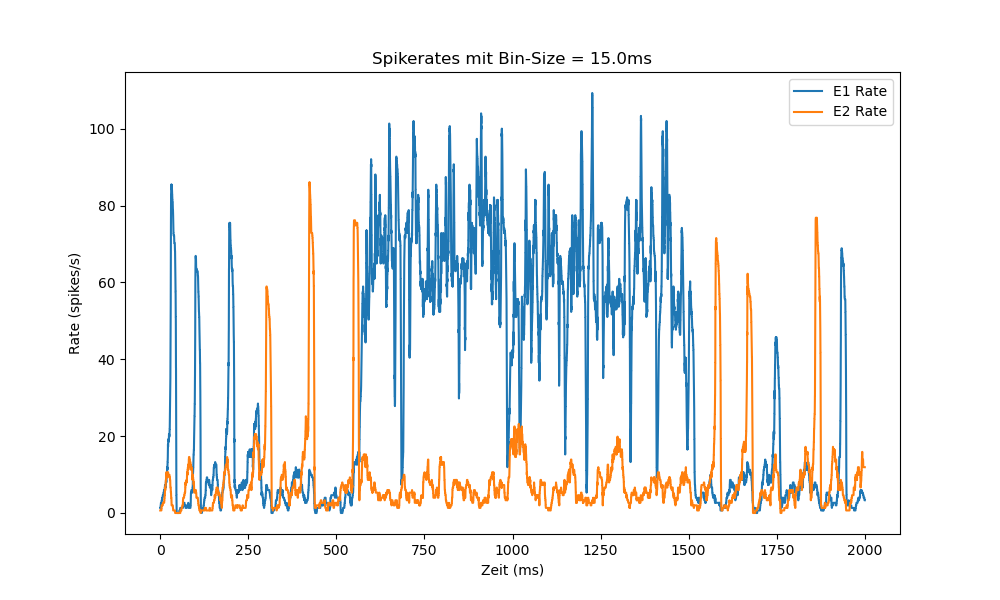 Spikerates mit Bin-Size = 15.0ms
E1 Rate
E2 Rate
100
80
60
40
20
0
Rate (spikes/s)
0 250 500 750 1000 1250 1500 1750 2000
Zeit (ms)